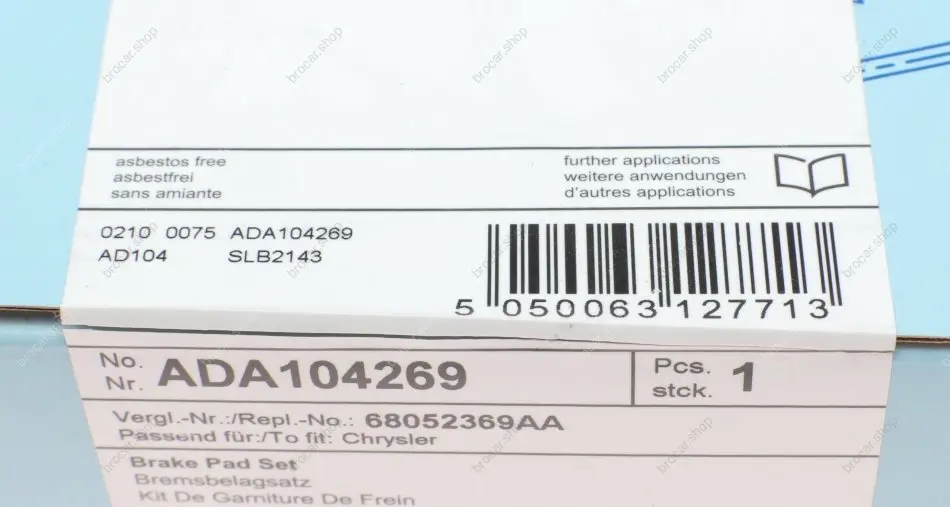 brocar.shop
asbestos free
asbestfrei
sans amiante
further applications
weitere anwendungen
d'autres applications
0210 0075 ADA104269
AD104 SLB2143
5 050063 127713
No.
Nr. ADA104269
Pcs.
stck. 1
Vergl.-Nr.:/Repl.-No.: 68052369AA
Passend für:/To fit: Chrysler
Brake Pad Set
Bremsbelagsatz
Kit De Garniture De Frein